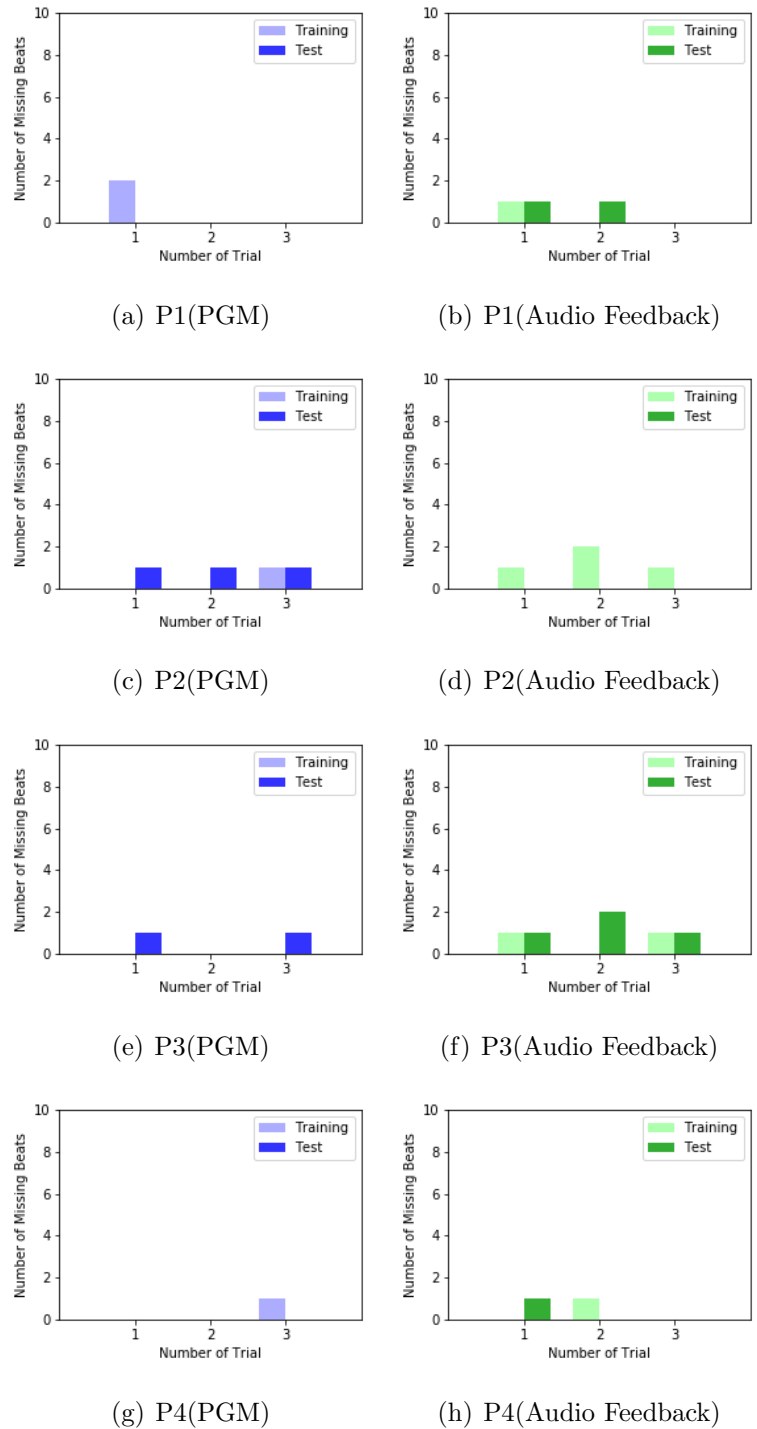 10
8
6
4
2
0
Number of Missing Beats
Training
Test
1 2 3
Number of Trial
(a) P1(PGM)
10
8
6
4
2
0
Number of Missing Beats
Training
Test
1 2 3
Number of Trial
(b) P1(Audio Feedback)
10
8
6
4
2
0
Number of Missing Beats
Training
Test
1 2 3
Number of Trial
(c) P2(PGM)
10
8
6
4
2
0
Number of Missing Beats
Training
Test
1 2 3
Number of Trial
(d) P2(Audio Feedback)
10
8
6
4
2
0
Number of Missing Beats
Training
Test
1 2 3
Number of Trial
(e) P3(PGM)
10
8
6
4
2
0
Number of Missing Beats
Training
Test
1 2 3
Number of Trial
(f) P3(Audio Feedback)
10
8
6
4
2
0
Number of Missing Beats
Training
Test
1 2 3
Number of Trial
(g) P4(PGM)
10
8
6
4
2
0
Number of Missing Beats
Training
Test
1 2 3
Number of Trial
(h) P4(Audio Feedback)